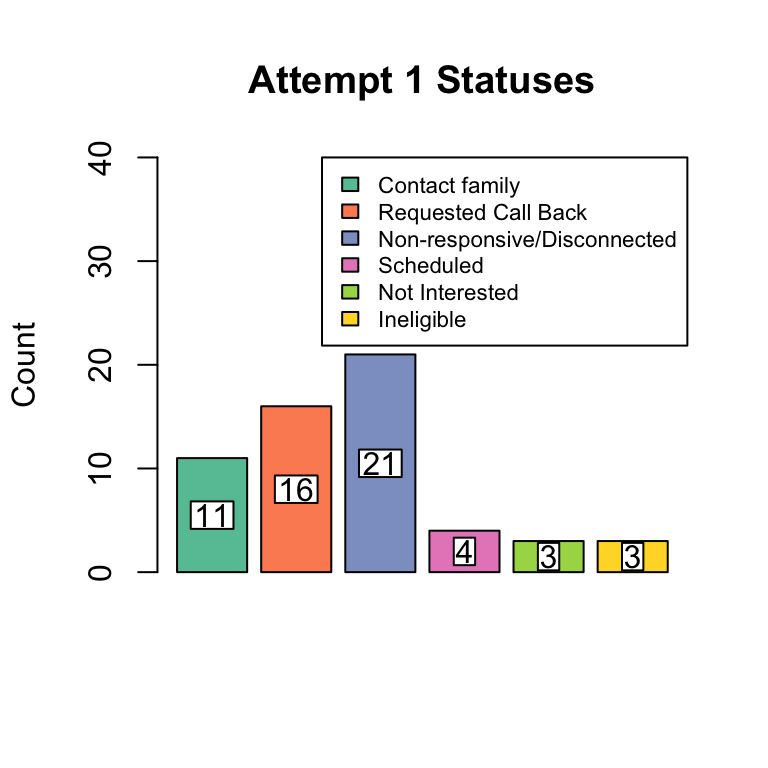 Attempt 1 Statuses
Count
40
30
20
10
0
Contact family
Requested Call Back
Non-responsive/Disconnected
Scheduled
Not Interested
Ineligible
11
16
21
4
3
3